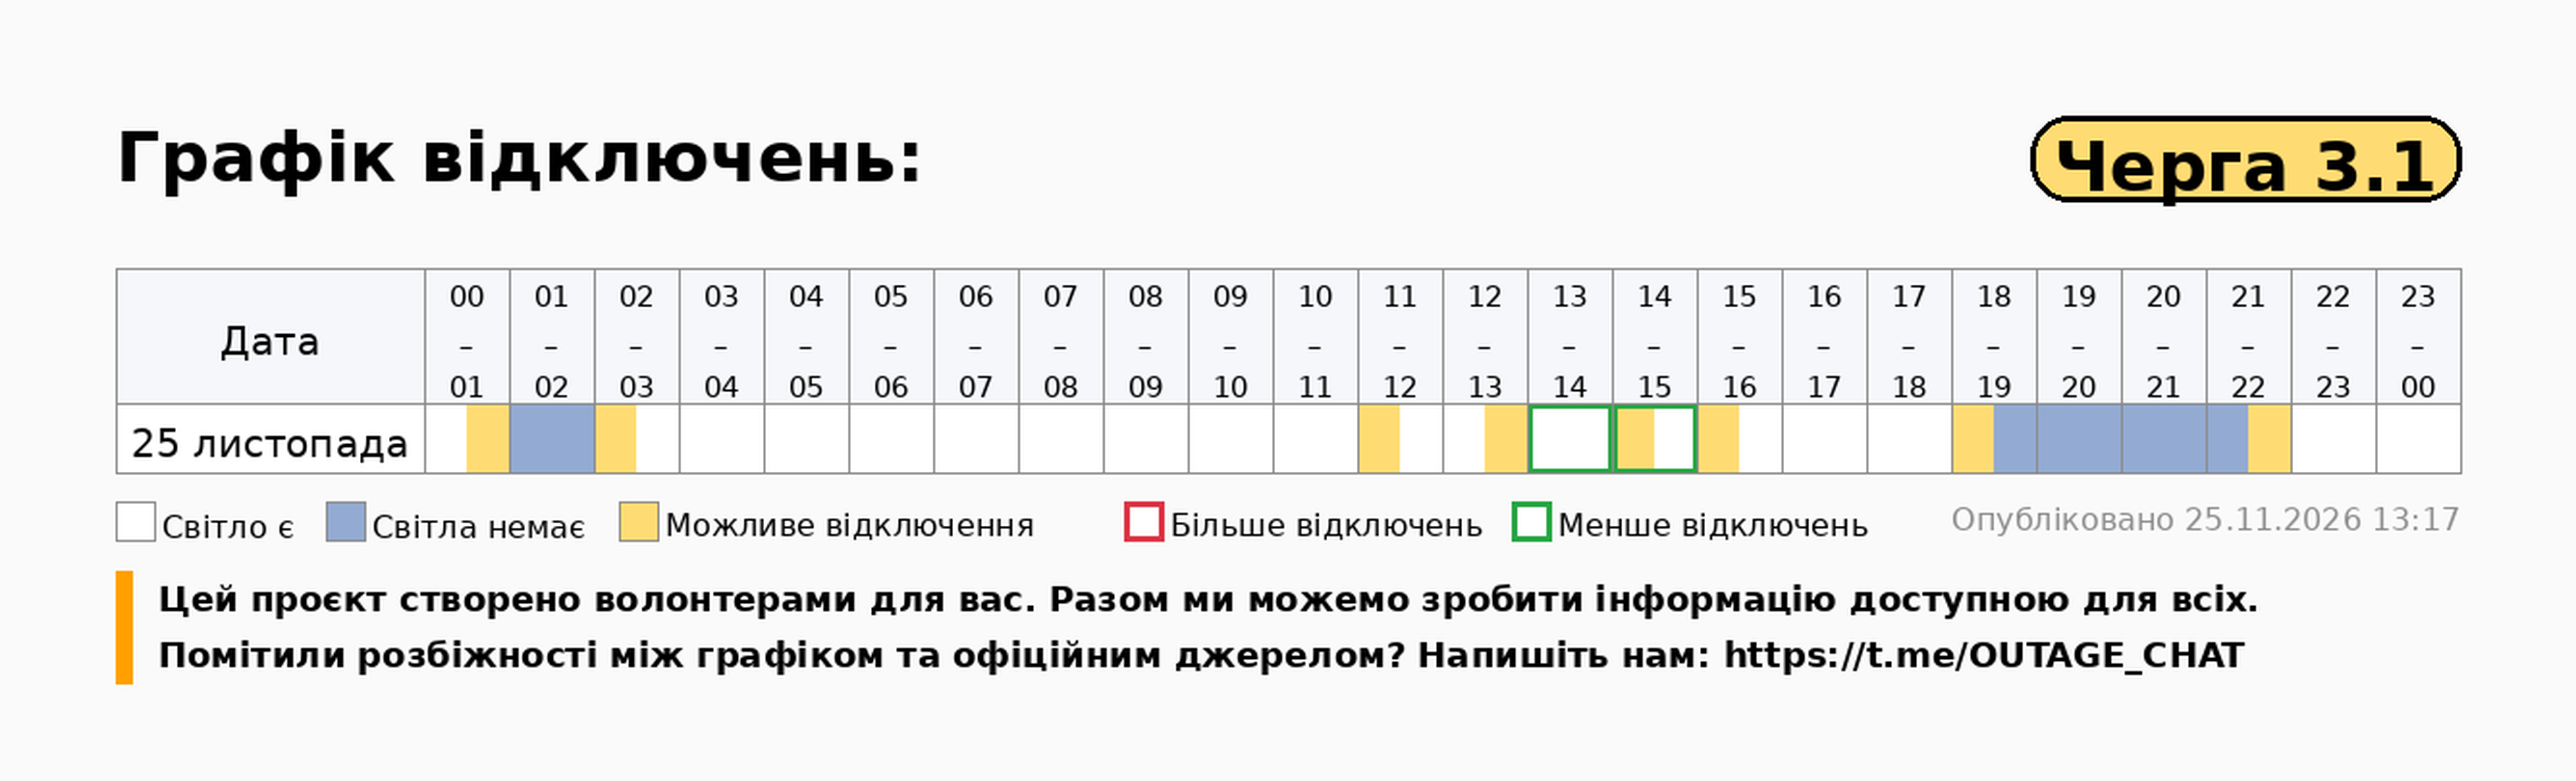 Графік відключень:
Черга 3.1
Дата
00 – 01
01 – 02
02 – 03
03 – 04
04 – 05
05 – 06
06 – 07
07 – 08
08 – 09
09 – 10
10 – 11
11 – 12
12 – 13
13 – 14
14 – 15
15 – 16
16 – 17
17 – 18
18 – 19
19 – 20
20 – 21
21 – 22
22 – 23
23 – 00
25 листопада
Світло є
Світла немає
Можливе відключення
Більше відключень
Менше відключень
Опубліковано 25.11.2026 13:17
Цей проєкт створено волонтерами для вас. Разом ми можемо зробити інформацію доступною для всіх.
Помітили розбіжності між графіком та офіційним джерелом? Напишіть нам: https://t.me/OUTAGE_CHAT